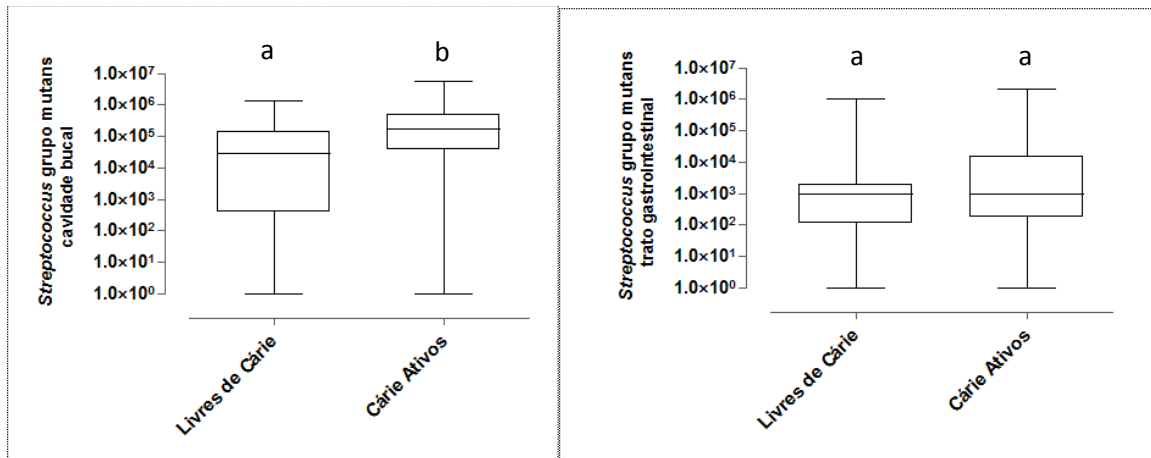 a
b
Streptococcus grupo mutans
cavidade bucal
1.0×10⁷
1.0×10⁶
1.0×10⁵
1.0×10⁴
1.0×10³
1.0×10²
1.0×10¹
1.0×10⁰
Livres de Cárie
Cárie Ativos
a
a
Streptococcus grupo mutans
trato gastrointestinal
1.0×10⁷
1.0×10⁶
1.0×10⁵
1.0×10⁴
1.0×10³
1.0×10²
1.0×10¹
1.0×10⁰
Livres de Cárie
Cárie Ativos